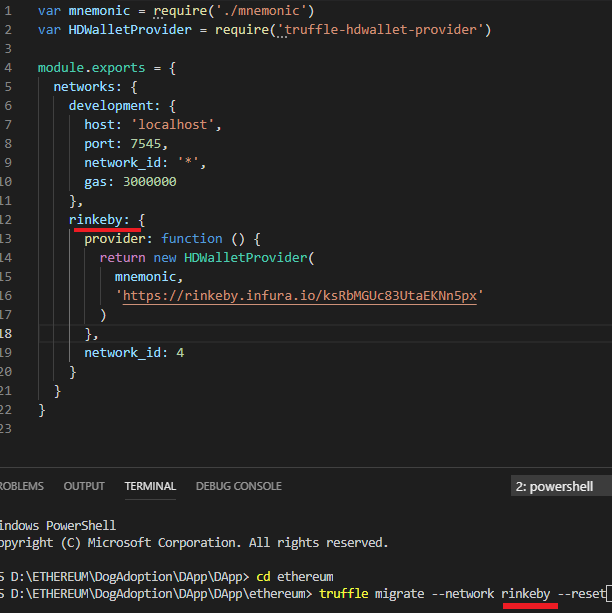 1 var mnemonic = require('./mnemonic')
2 var HDWalletProvider = require('truffle-hdwallet-provider')
3
4 module.exports = {
5 networks: {
6 development: {
7 host: 'localhost',
8 port: 7545,
9 network_id: '*',
10 gas: 3000000
11 },
12 rinkeby: {
13 provider: function () {
14 return new HDWalletProvider(
15 mnemonic,
16 'https://rinkeby.infura.io/ksRbMGUc83UtaEKNn5px'
17 )
18 },
19 network_id: 4
20 }
21 }
22 }
23
ROBLEMS OUTPUT TERMINAL DEBUG CONSOLE 2: powershell
indows PowerShell
opyright (C) Microsoft Corporation. All rights reserved.
S D:\ETHEREUM\DogAdoption\DApp\DApp> cd ethereum
S D:\ETHEREUM\DogAdoption\DApp\DApp\ethereum> truffle migrate --network rinkeby --reset